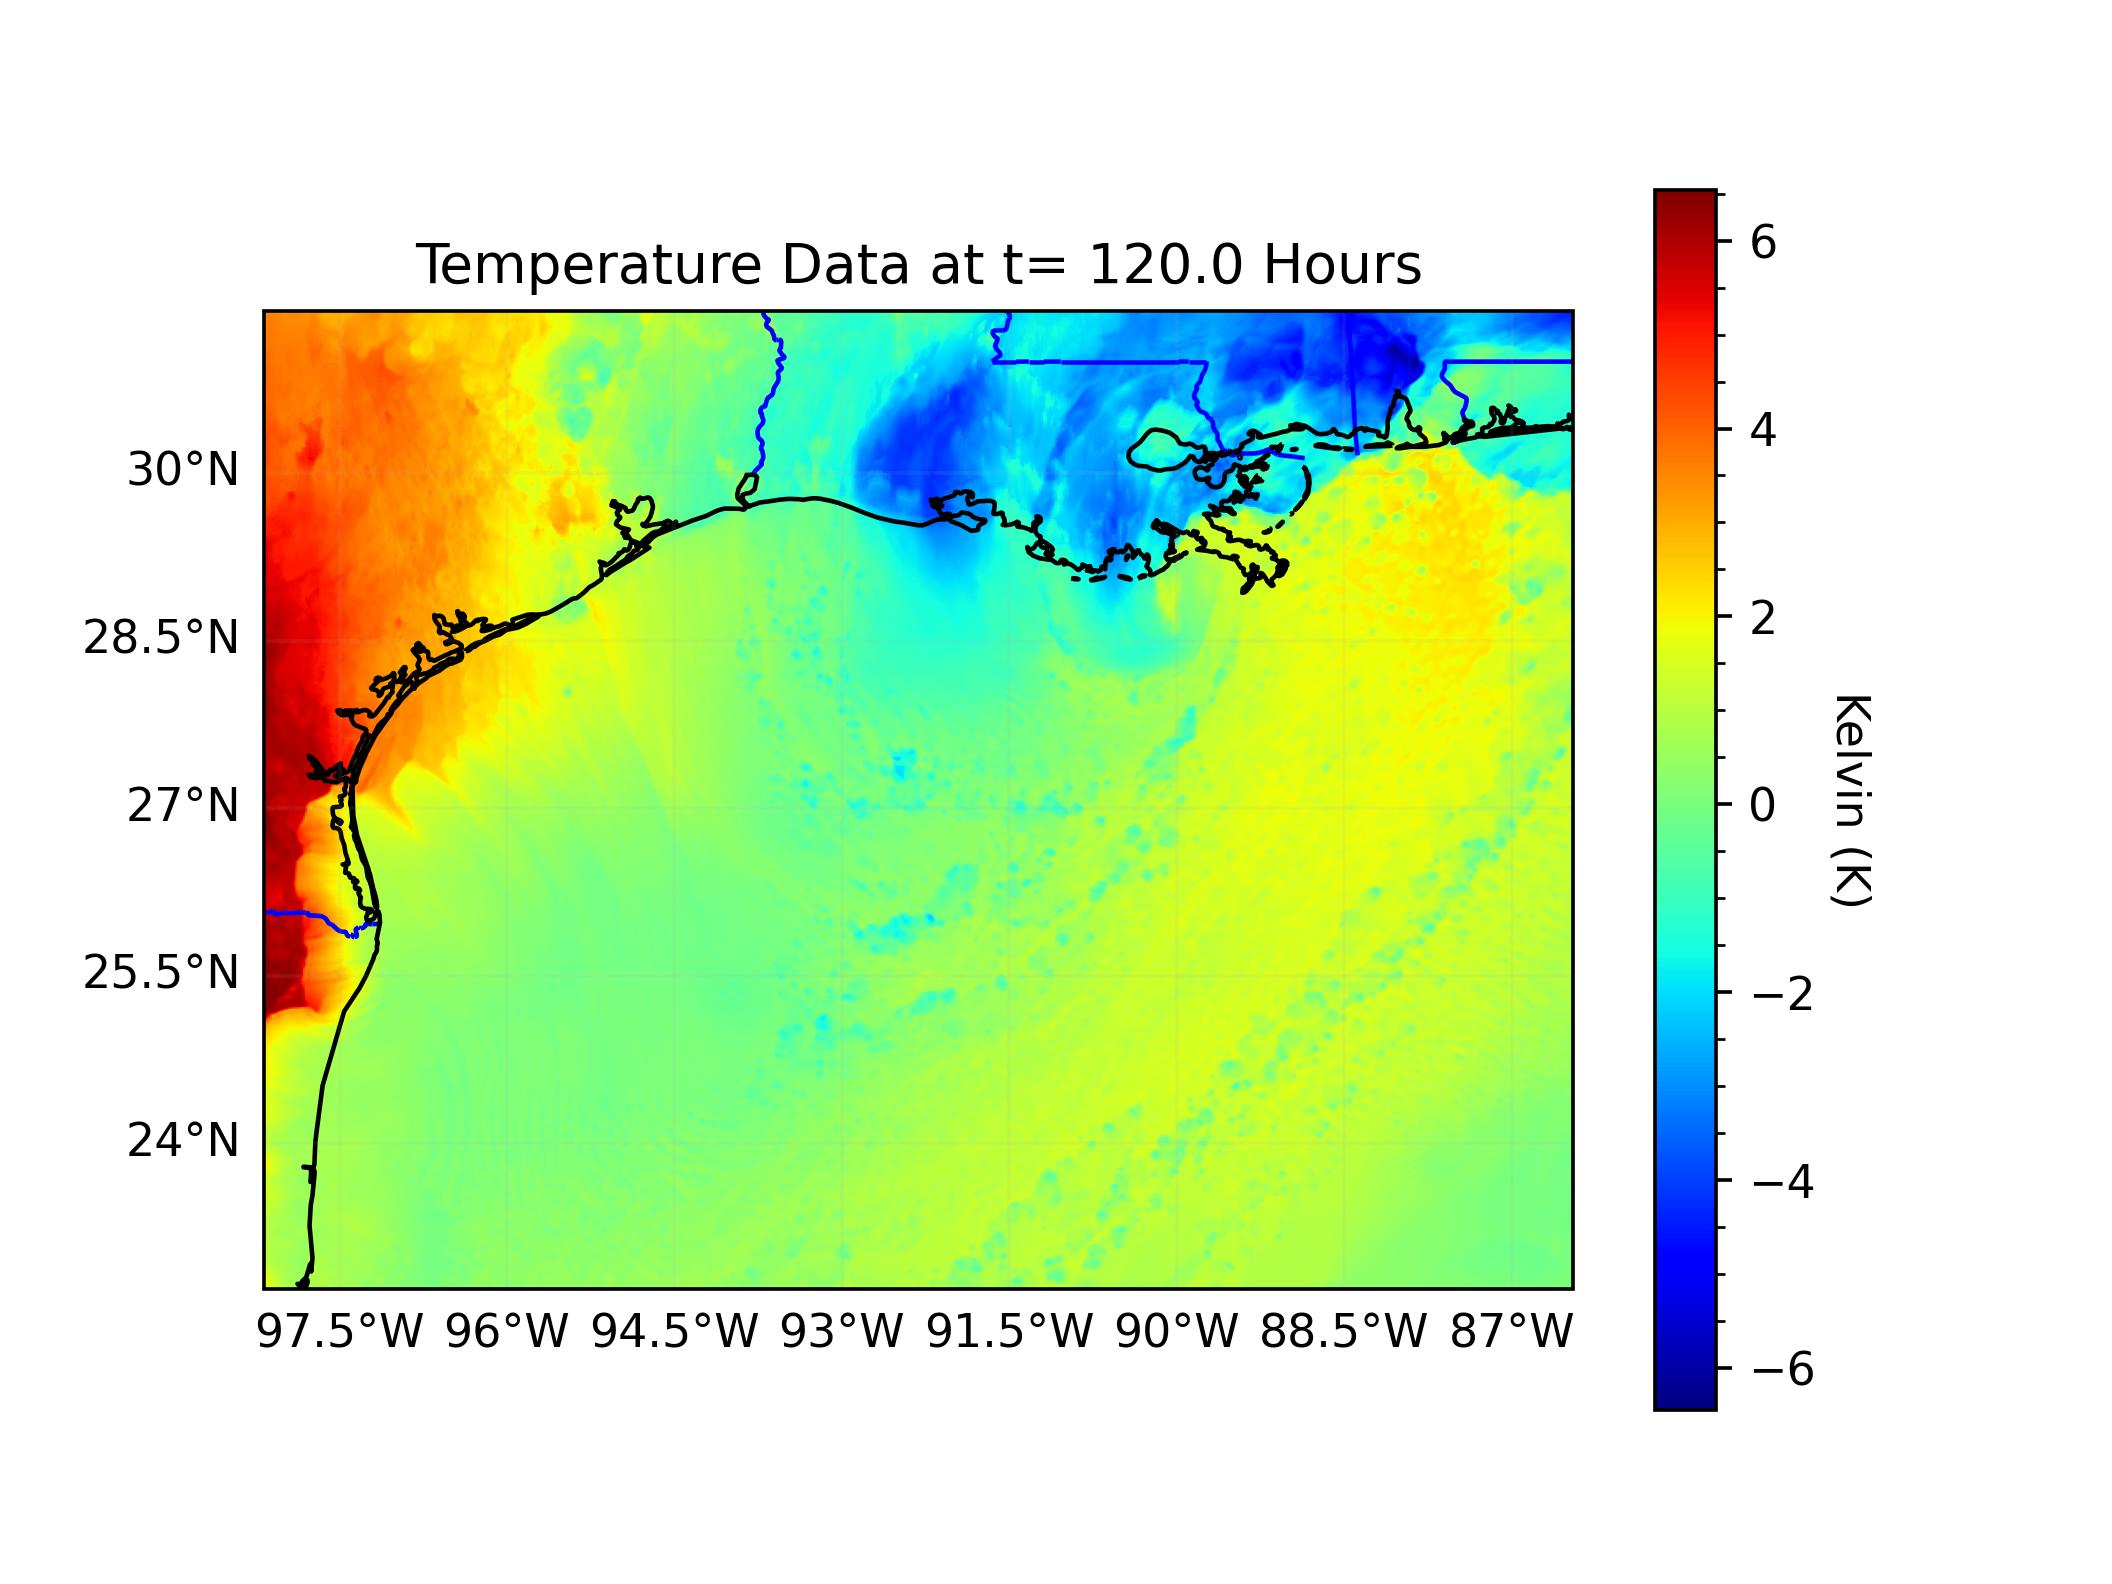 Temperature Data at t= 120.0 Hours
30°N
28.5°N
27°N
25.5°N
24°N
97.5°W 96°W 94.5°W 93°W 91.5°W 90°W 88.5°W 87°W
6
4
2
0
−2
−4
−6
Kelvin (K)